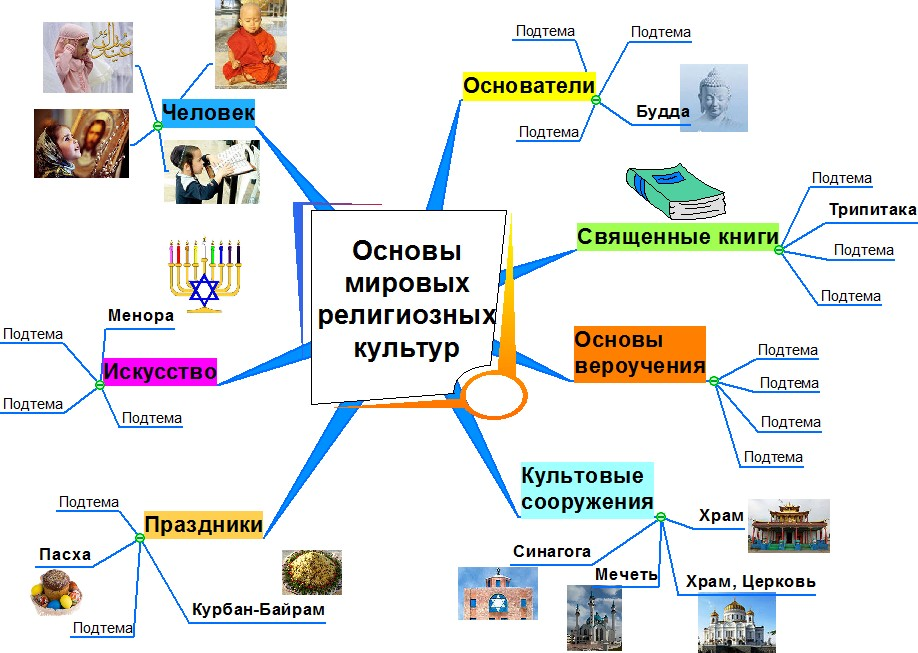 Основы
мировых
религиозных
культур
Человек
Основатели
Подтема
Подтема
Будда
Подтема
Священные книги
Подтема
Трипитака
Подтема
Подтема
Основы
вероучения
Подтема
Подтема
Подтема
Подтема
Культовые
сооружения
Храм
Синагога
Мечеть
Храм, Церковь
Праздники
Подтема
Пасха
Подтема
Курбан-Байрам
Искусство
Менора
Подтема
Подтема
Подтема